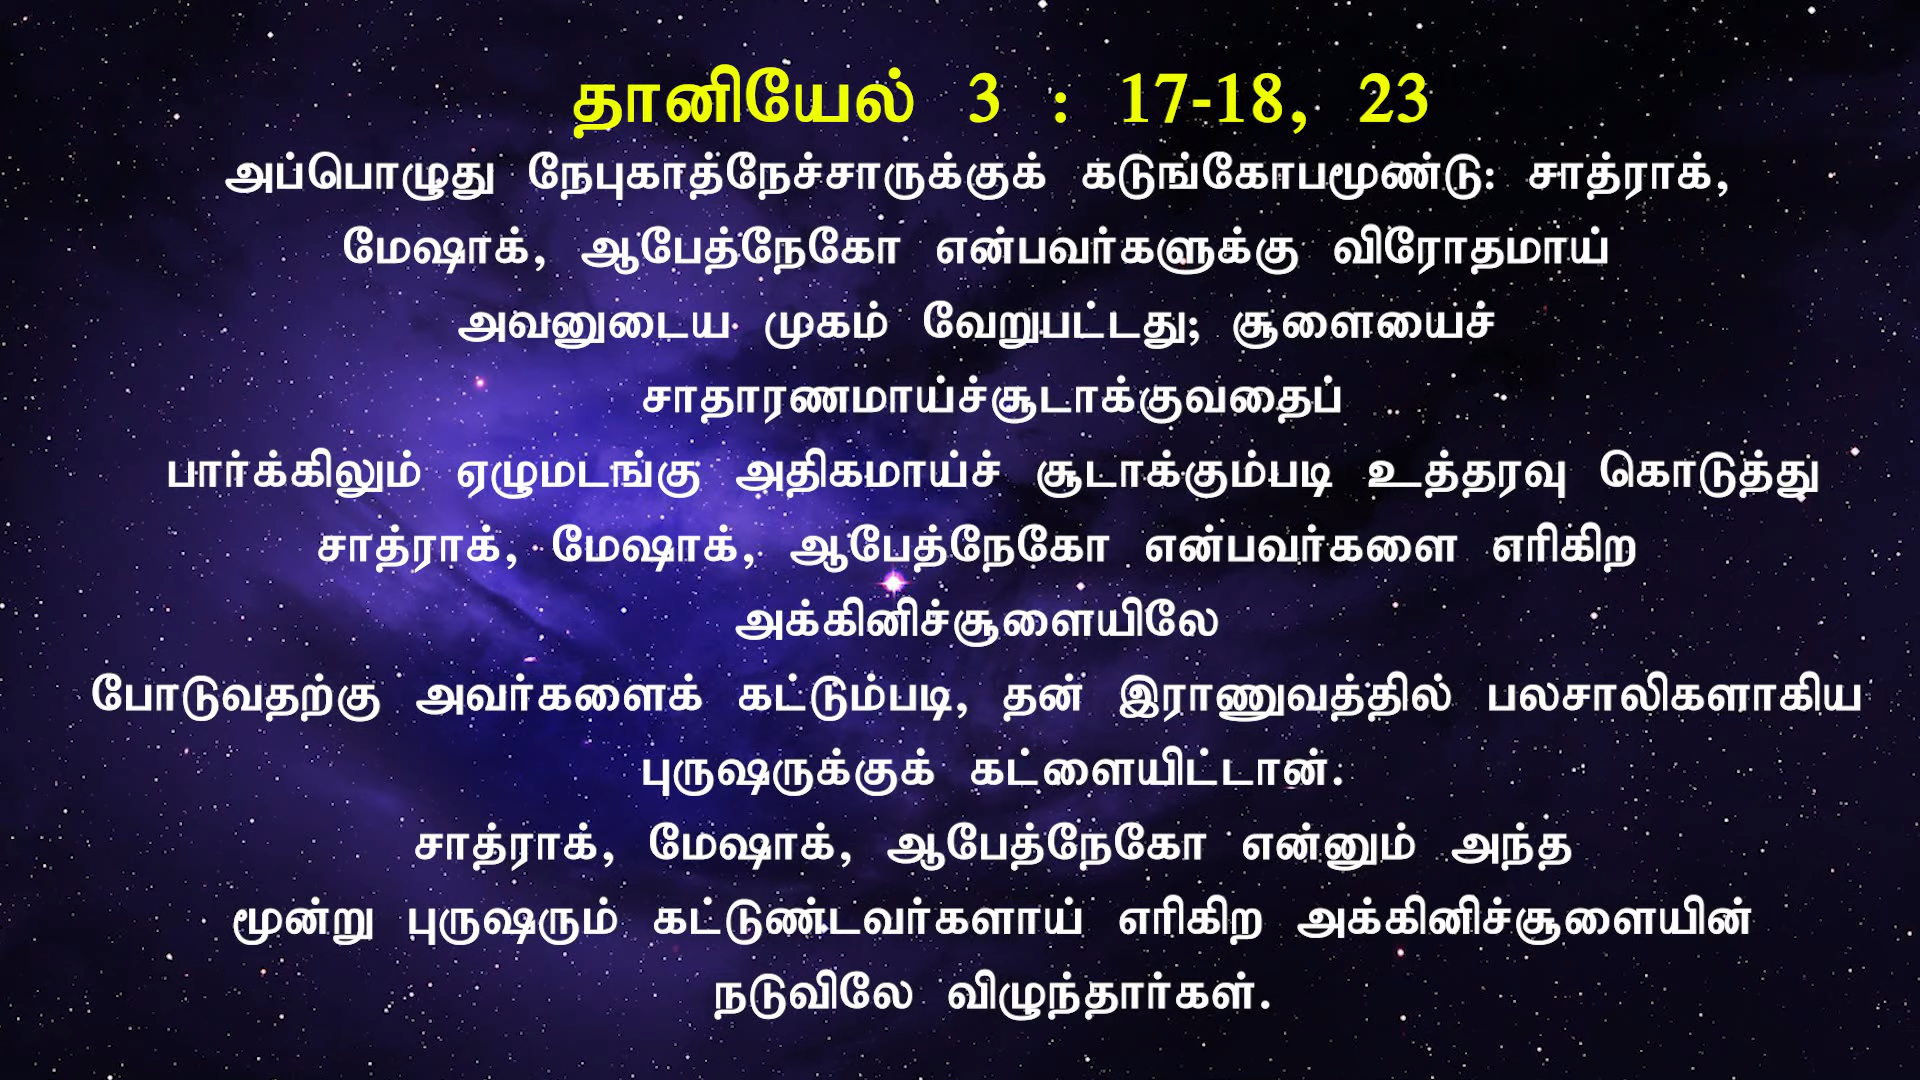 தானியேல் 3 : 17-18, 23
அப்பொழுது நேபுகாத்நேச்சாருக்குக் கடுங்கோபமூண்டு: சாத்ராக்,
மேஷாக், ஆபேத்நேகோ என்பவர்களுக்கு விரோதமாய்
அவனுடைய முகம் வேறுபட்டது; சூளையைச்
சாதாரணமாய்ச்சூடாக்குவதைப்
பார்க்கிலும் ஏழுமடங்கு அதிகமாய்ச் சூடாக்கும்படி உத்தரவு கொடுத்து
சாத்ராக், மேஷாக், ஆபேத்நேகோ என்பவர்களை எரிகிற
அக்கினிச்சூளையிலே
போடுவதற்கு அவர்களைக் கட்டும்படி, தன் இராணுவத்தில் பலசாலிகளாகிய
புருஷருக்குக் கட்ளையிட்டான்.
சாத்ராக், மேஷாக், ஆபேத்நேகோ என்னும் அந்த
மூன்று புருஷரும் கட்டுண்டவர்களாய் எரிகிற அக்கினிச்சூளையின்
நடுவிலே விழுந்தார்கள்.